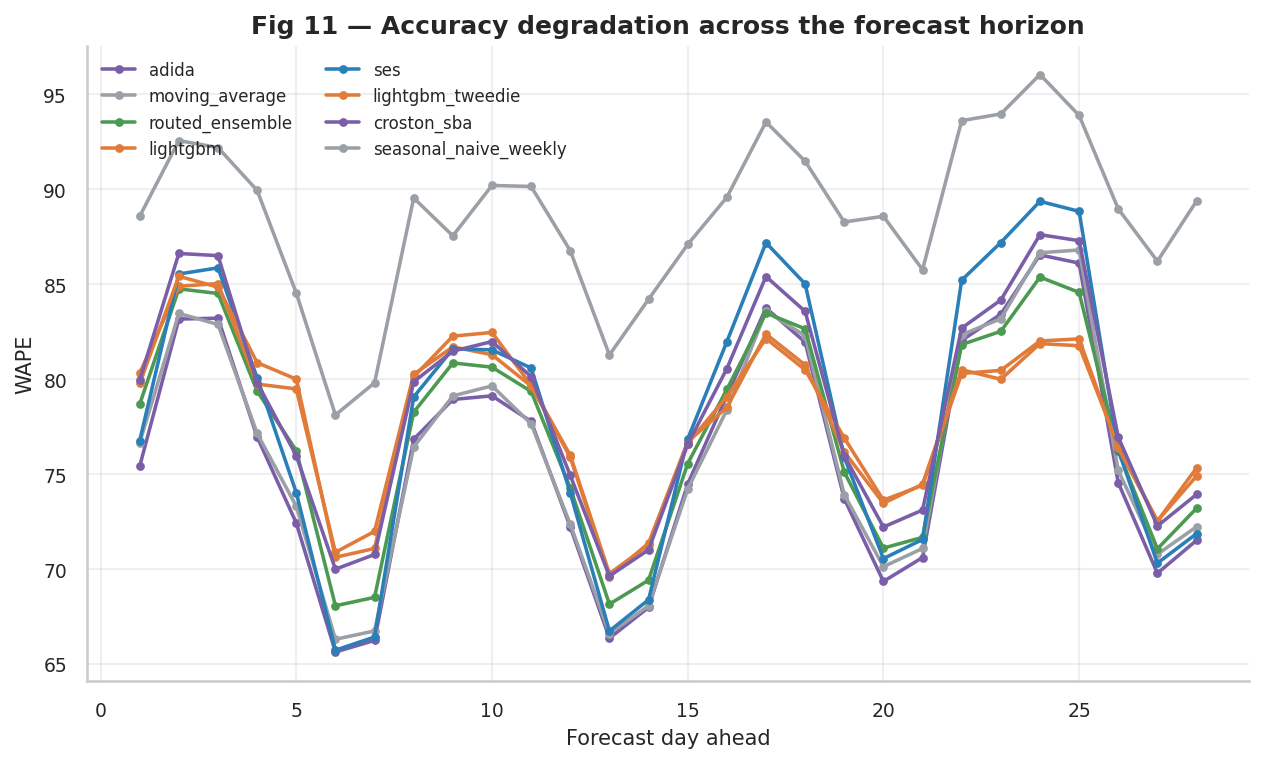 Fig 11 — Accuracy degradation across the forecast horizon
adida
moving_average
routed_ensemble
lightgbm
ses
lightgbm_tweedie
croston_sba
seasonal_naive_weekly
WAPE
95
90
85
80
75
70
65
0 5 10 15 20 25
Forecast day ahead